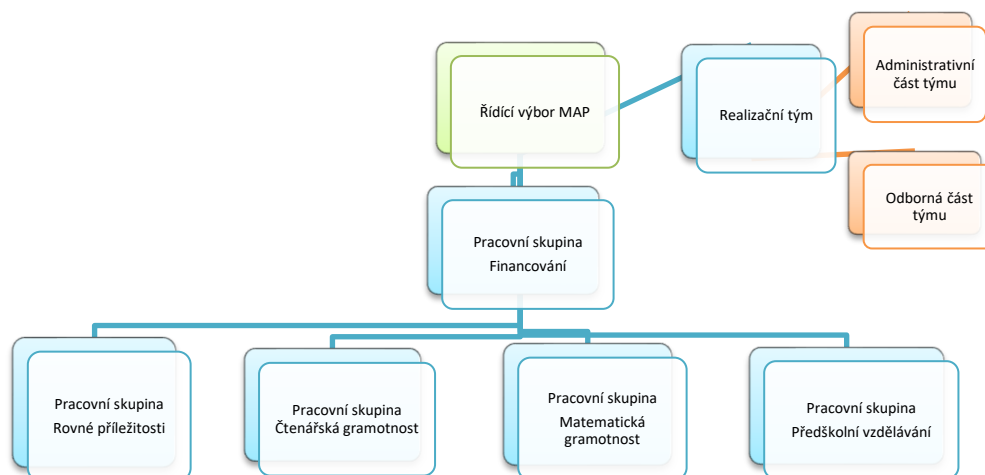 Řídící výbor MAP
Realizační tým
Administrativní
část týmu
Odborná část
týmu
Pracovní skupina
Financování
Pracovní skupina
Rovné příležitosti
Pracovní skupina
Čtenářská gramotnost
Pracovní skupina
Matematická
gramotnost
Pracovní skupina
Předškolní vzdělávání